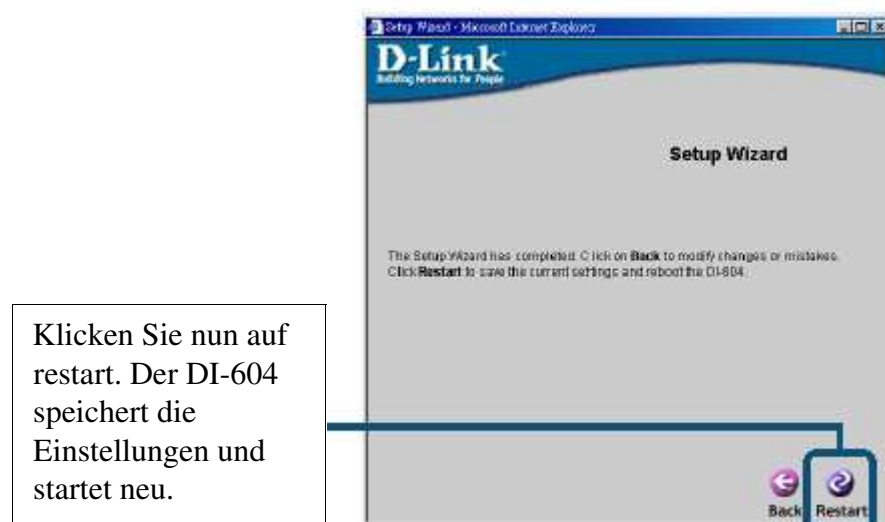 Setup Wizard - Microsoft Internet Explorer
D-Link
Building Networks for People
Setup Wizard
The Setup Wizard has completed. Click on Back to modify changes or mistakes.
Click Restart to save the current settings and reboot the DI-604
Klicken Sie nun auf
restart. Der DI-604
speichert die
Einstellungen und
startet neu.
Back Restart